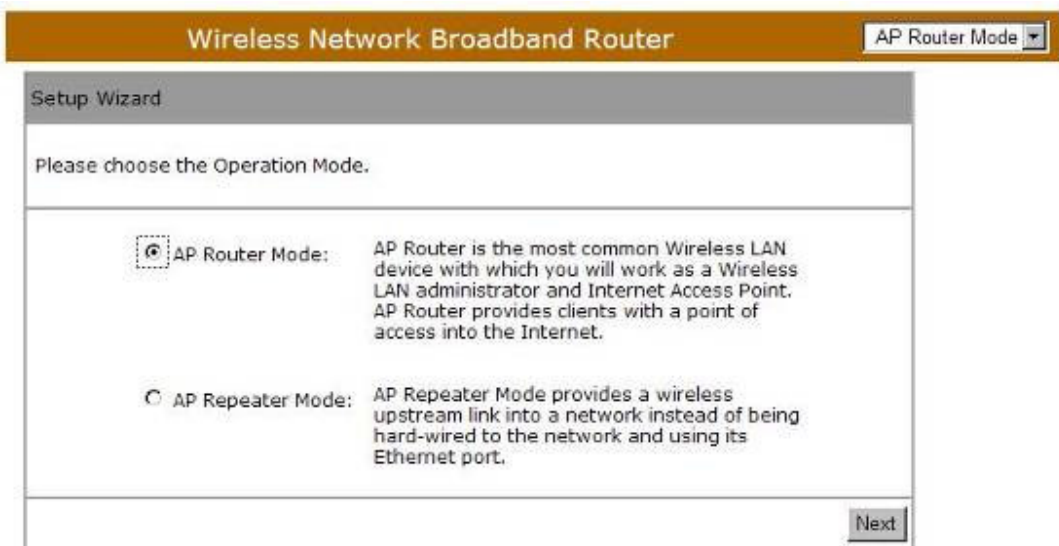 Wireless Network Broadband Router
AP Router Mode
Setup Wizard
Please choose the Operation Mode.
AP Router Mode:
AP Router is the most common Wireless LAN
device with which you will work as a Wireless
LAN administrator and Internet Access Point.
AP Router provides clients with a point of
access into the Internet.
AP Repeater Mode:
AP Repeater Mode provides a wireless
upstream link into a network instead of being
hard-wired to the network and using its
Ethernet port.
Next